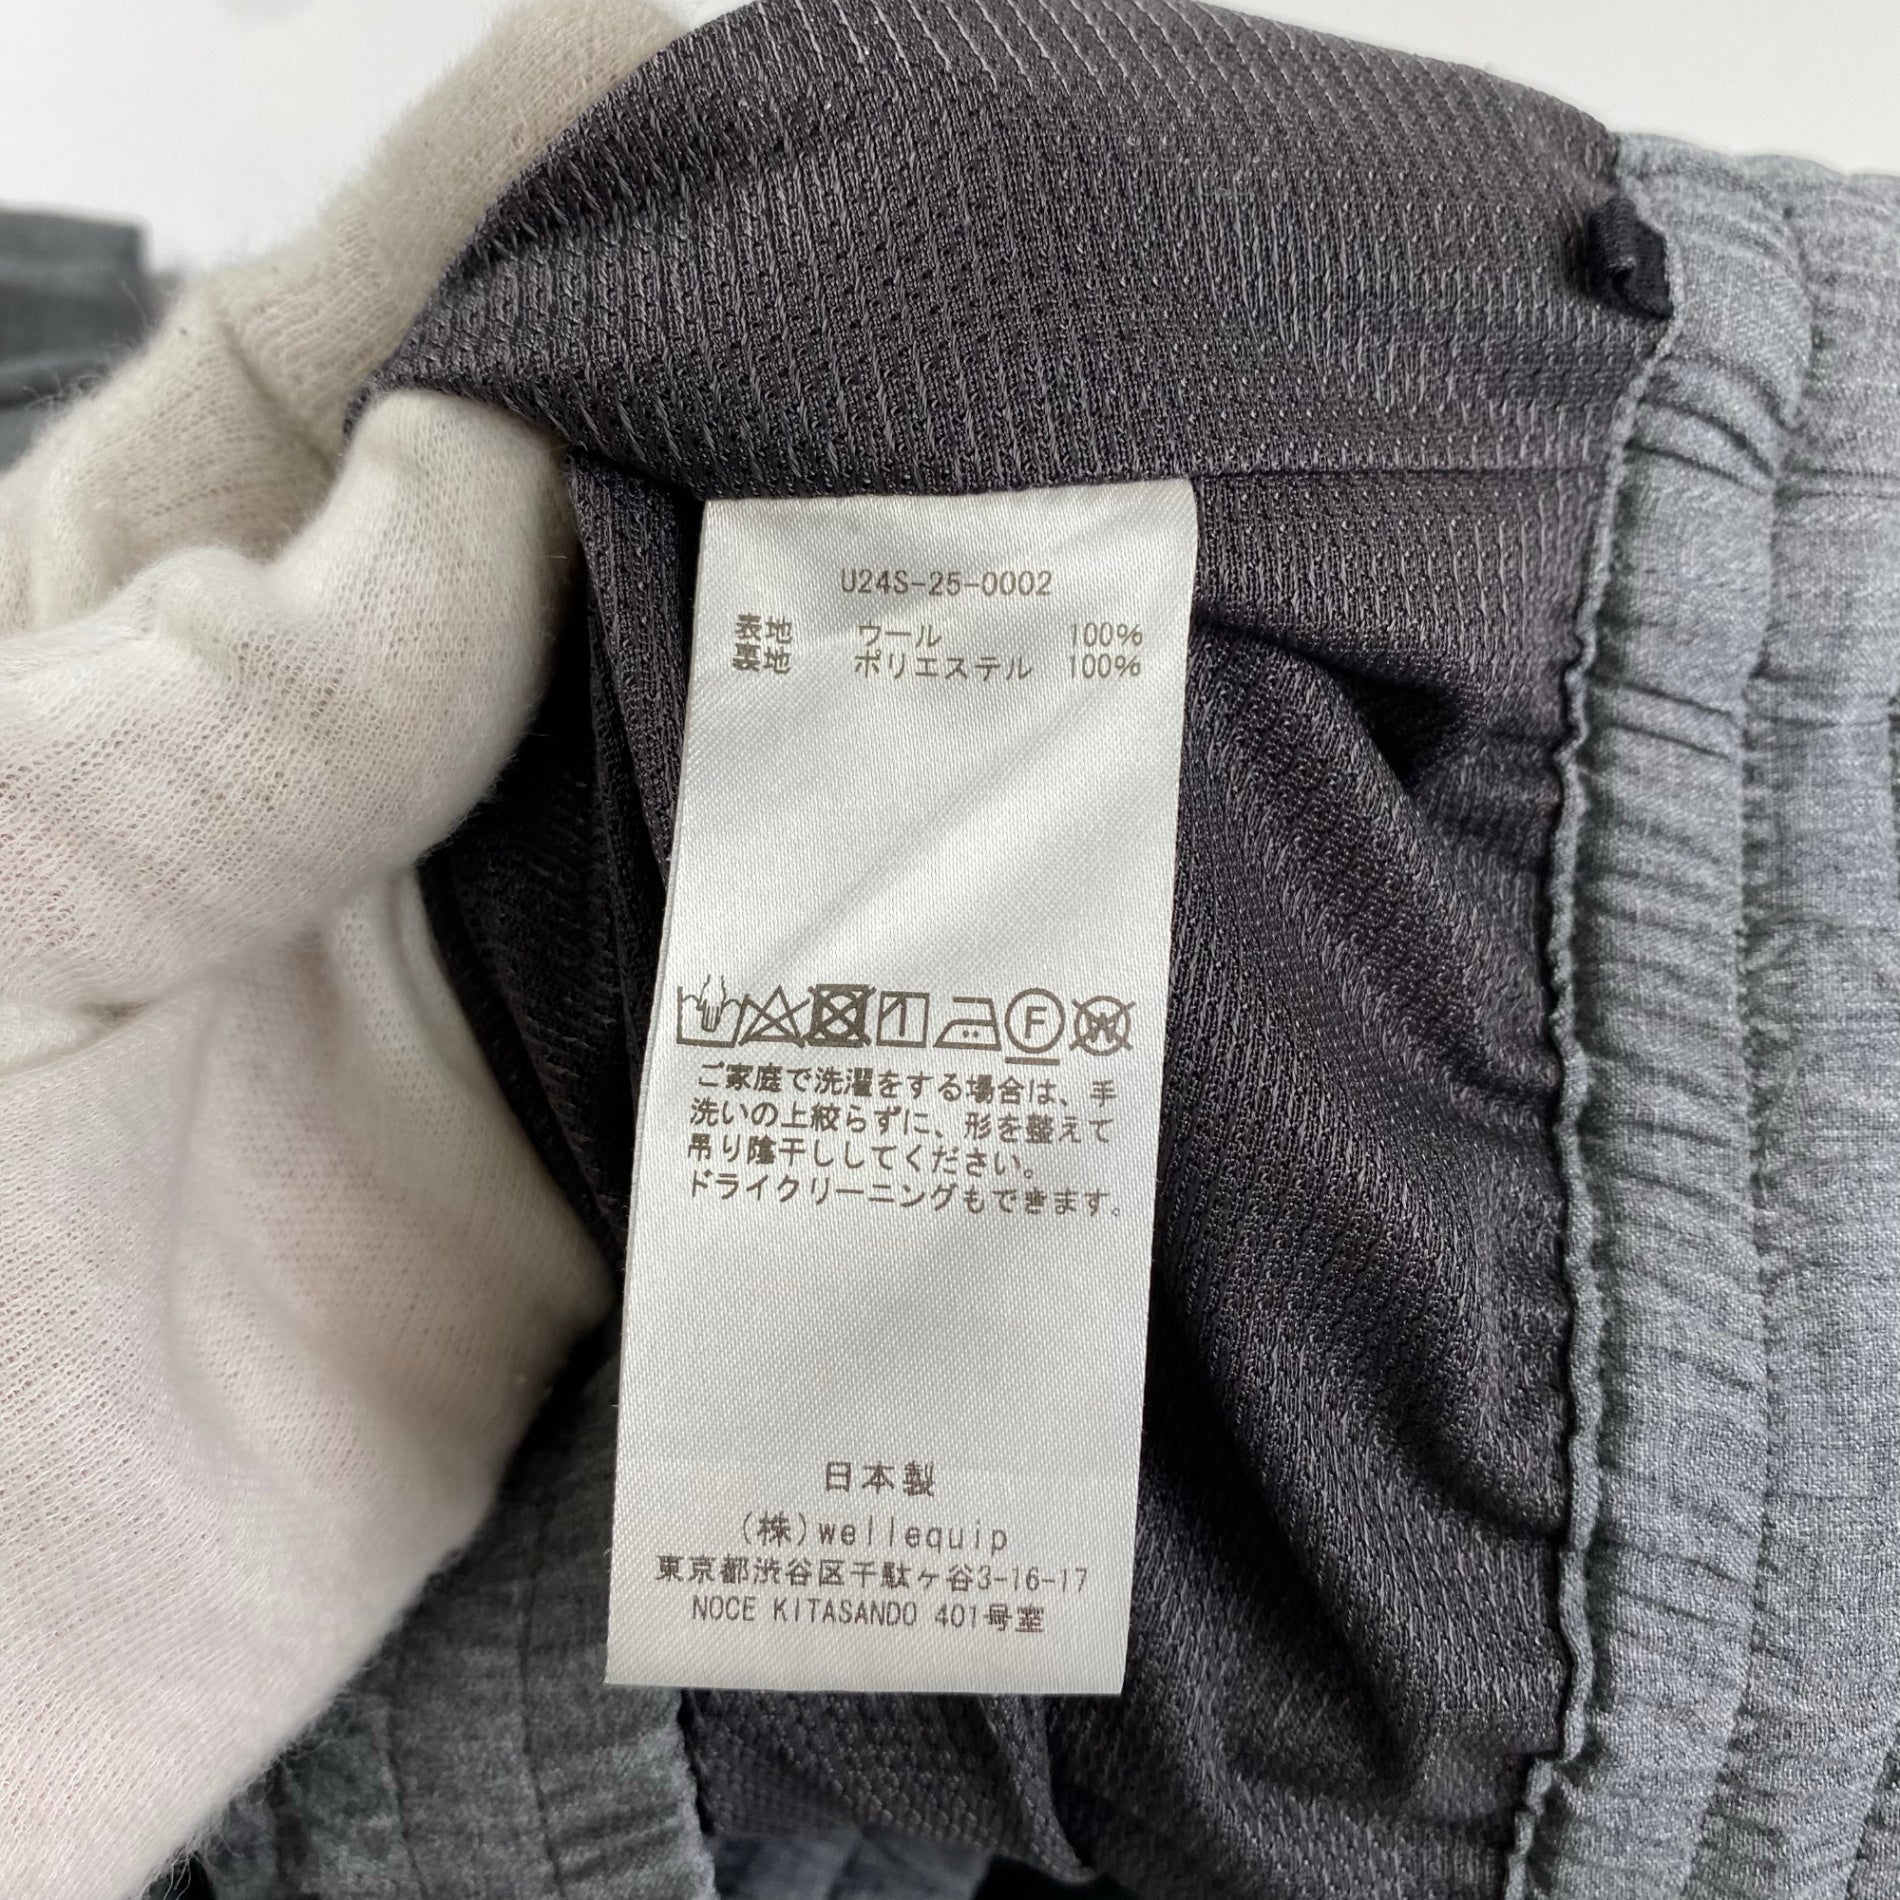 U24S-25-0002
表地 ウール 100%
裏地 ポリエステル 100%
F W
ご家庭で洗濯をする場合は、手
洗いの上絞らずに、形を整えて
吊り陰干ししてください。
ドライクリーニングもできます。
日本製
(株)wellequip
東京都渋谷区千駄ヶ谷3-16-17
NOCE KITASANDO 401号室